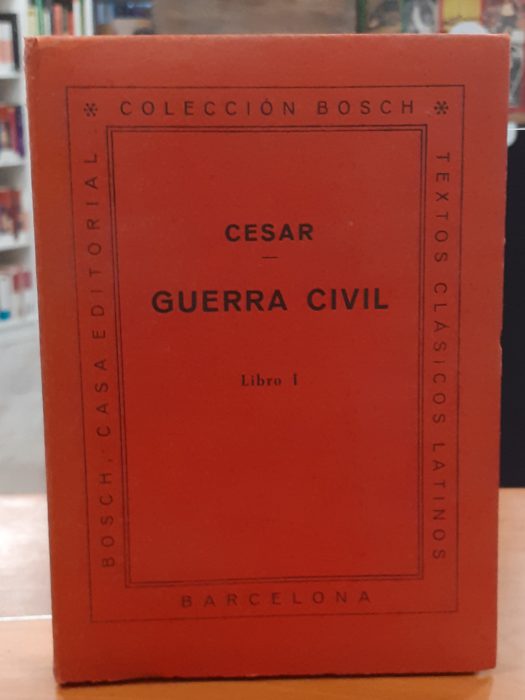 * COLECCIÓN BOSCH *
BOSCH, CASA EDITORIAL
TEXTOS CLÁSICOS LATINOS
CESAR
—
GUERRA CIVIL
Libro I
BARCELONA